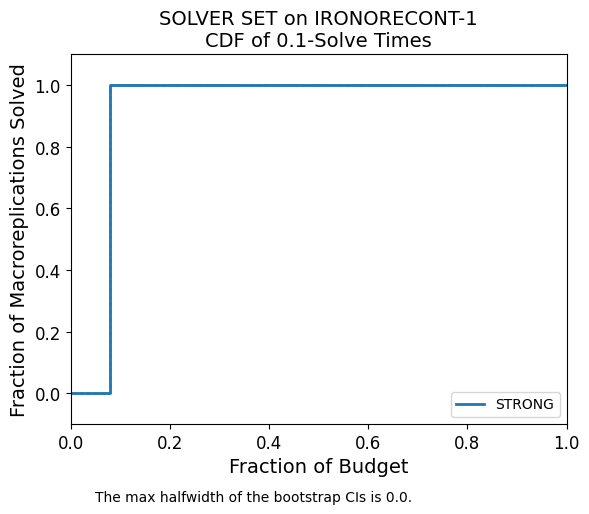 SOLVER SET on IRONORECONT-1
CDF of 0.1-Solve Times
Fraction of Macroreplications Solved
1.0
0.8
0.6
0.4
0.2
0.0
STRONG
0.0 0.2 0.4 0.6 0.8 1.0
Fraction of Budget
The max halfwidth of the bootstrap CIs is 0.0.